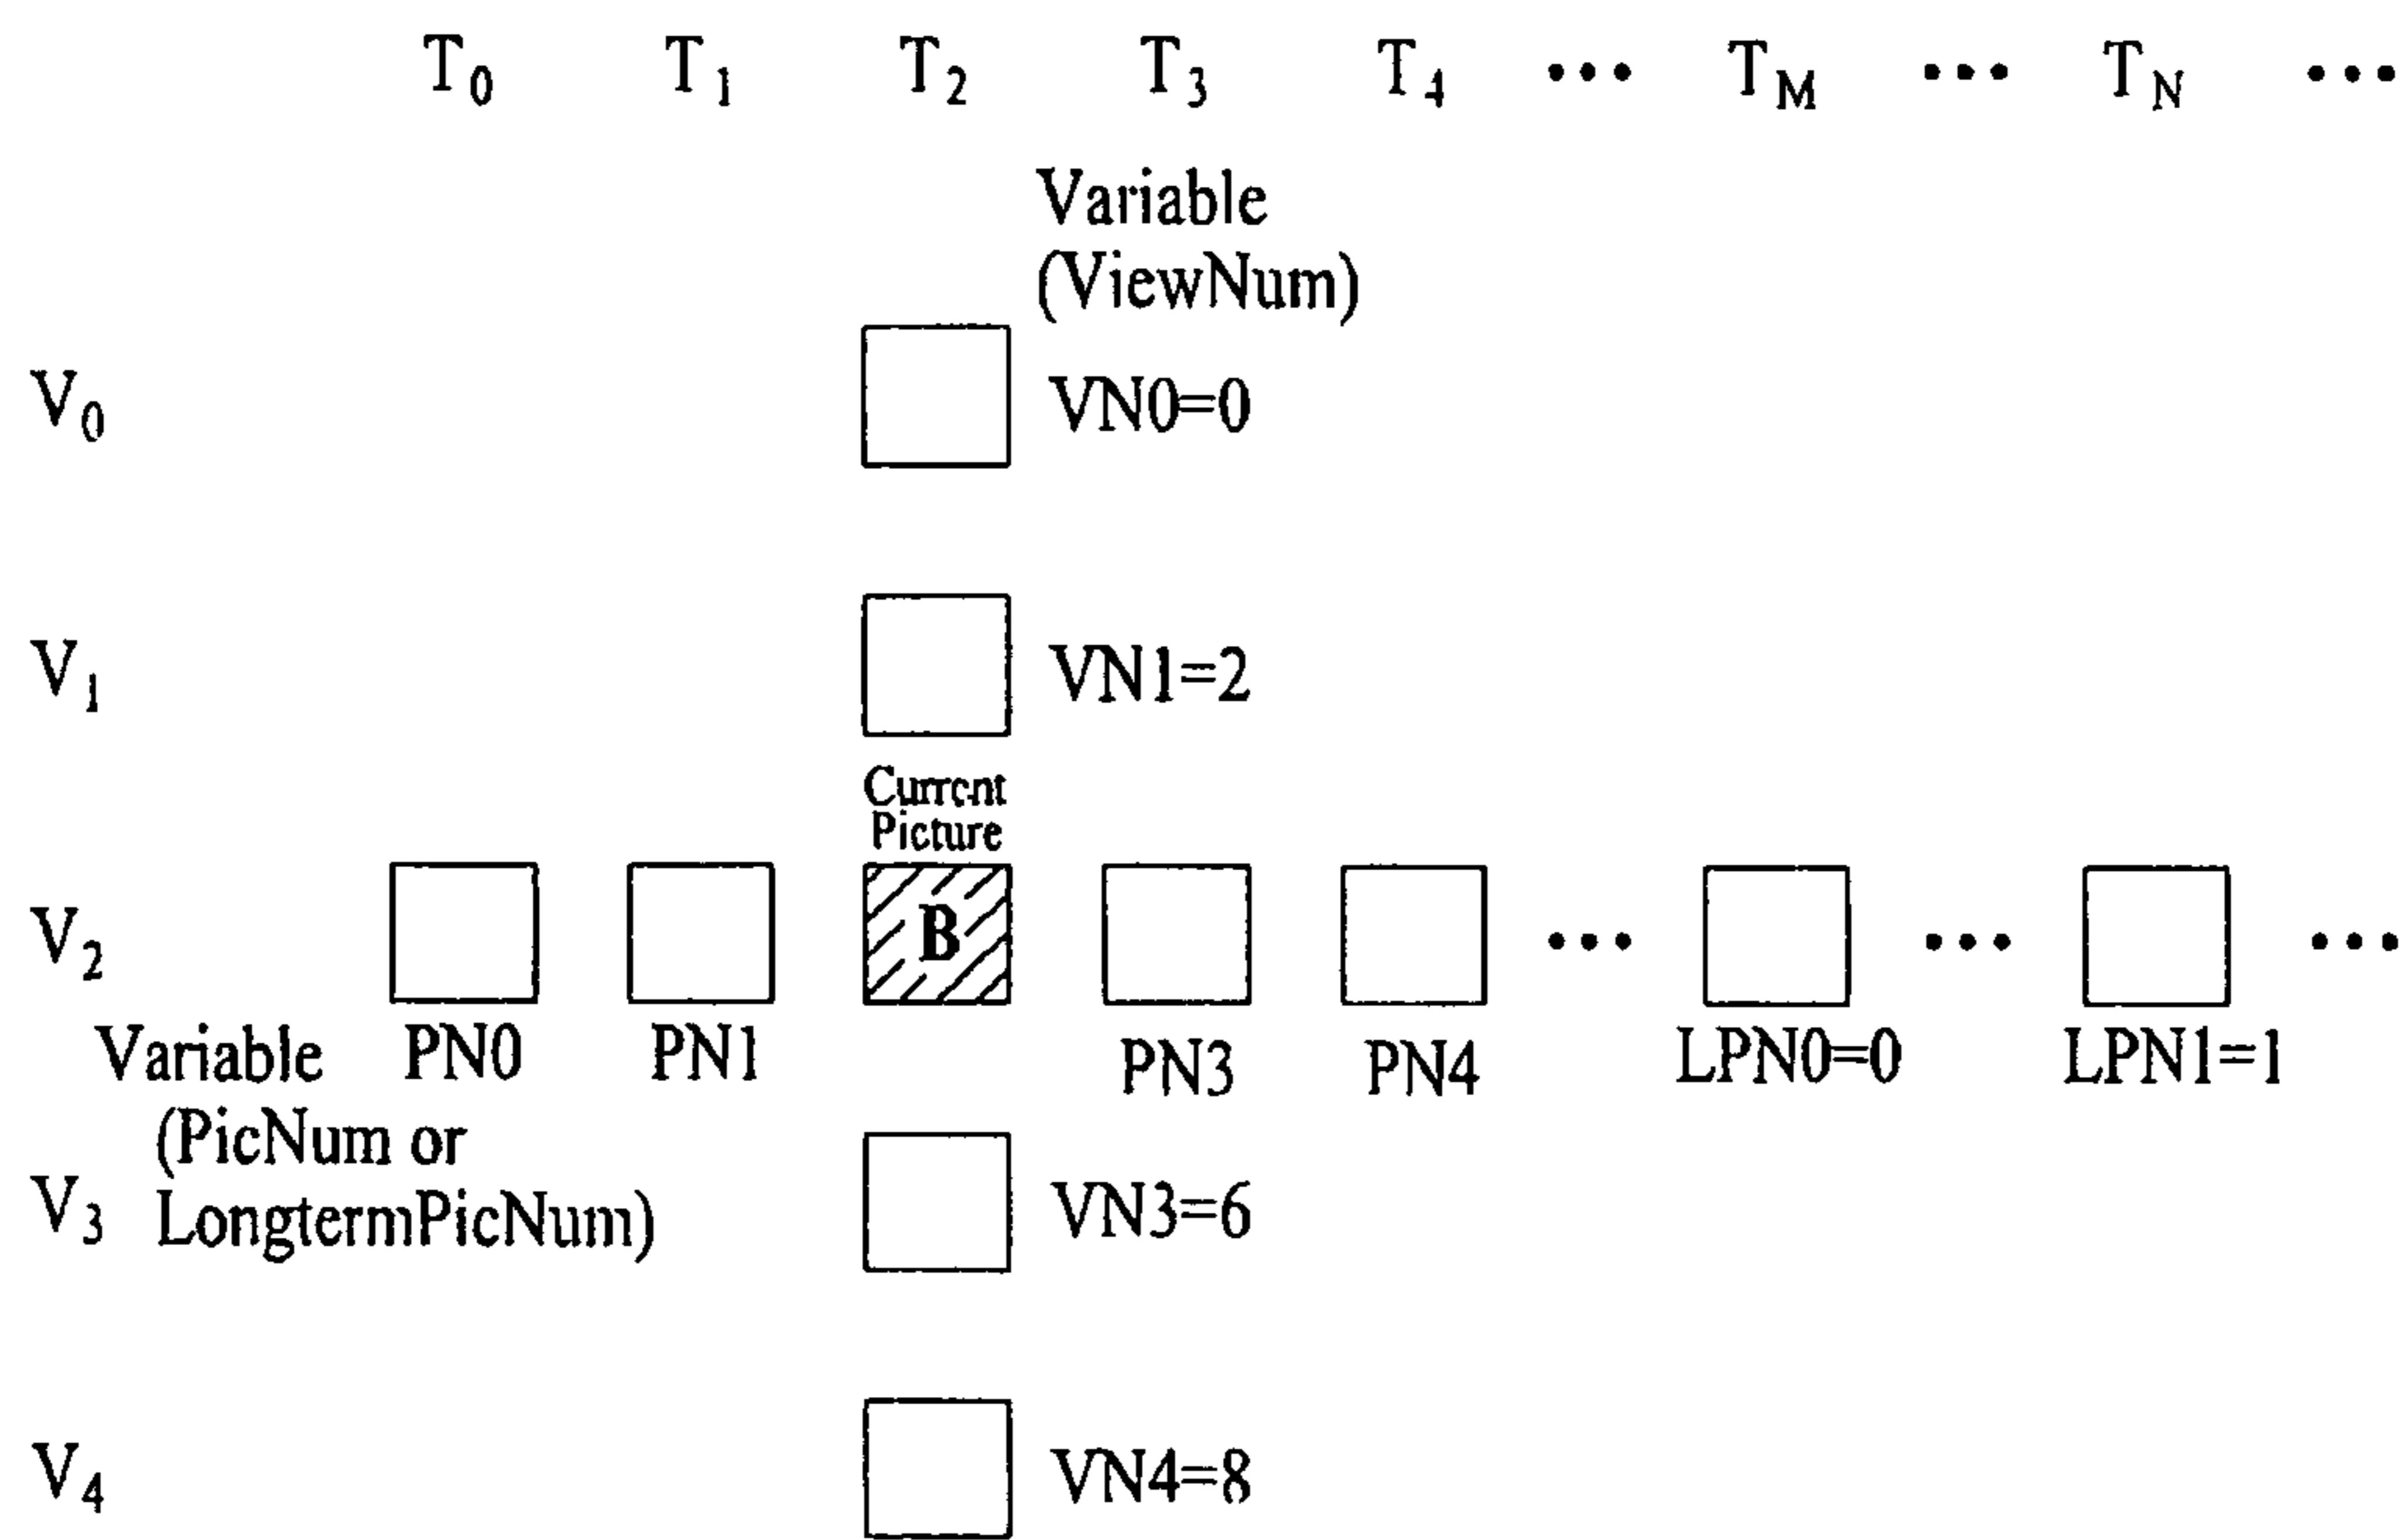 T0 T1 T2 T3 T4 ... TM ... TN ...
Variable
(ViewNum)
V0 VN0=0
V1 VN1=2
Current
Picture
V2 B ... ... ...
Variable PN0 PN1 PN3 PN4 LPN0=0 LPN1=1
(PicNum or
V3 LongtermPicNum) VN3=6
V4 VN4=8